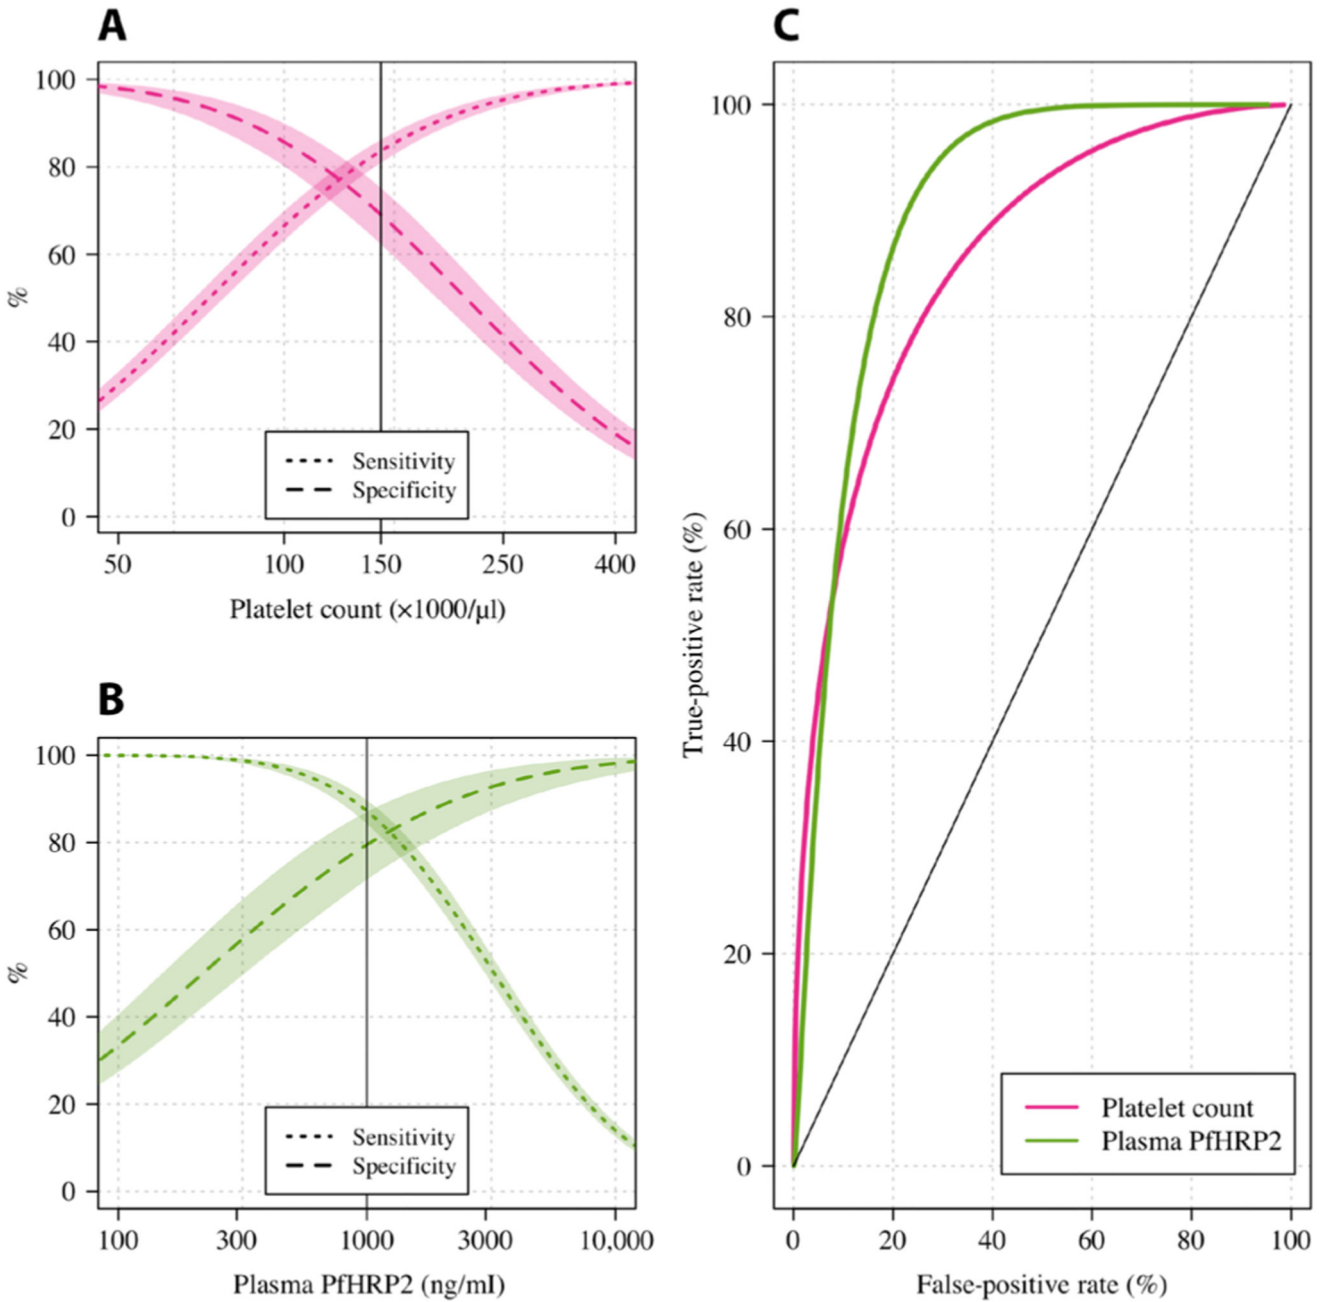 A
100
80
60
40
20
0
%
Sensitivity
Specificity
50 100 150 250 400
Platelet count (×1000/µl)
B
100
80
60
40
20
0
%
Sensitivity
Specificity
100 300 1000 3000 10,000
Plasma PfHRP2 (ng/ml)
C
100
80
60
40
20
0
True-positive rate (%)
Platelet count
Plasma PfHRP2
0 20 40 60 80 100
False-positive rate (%)